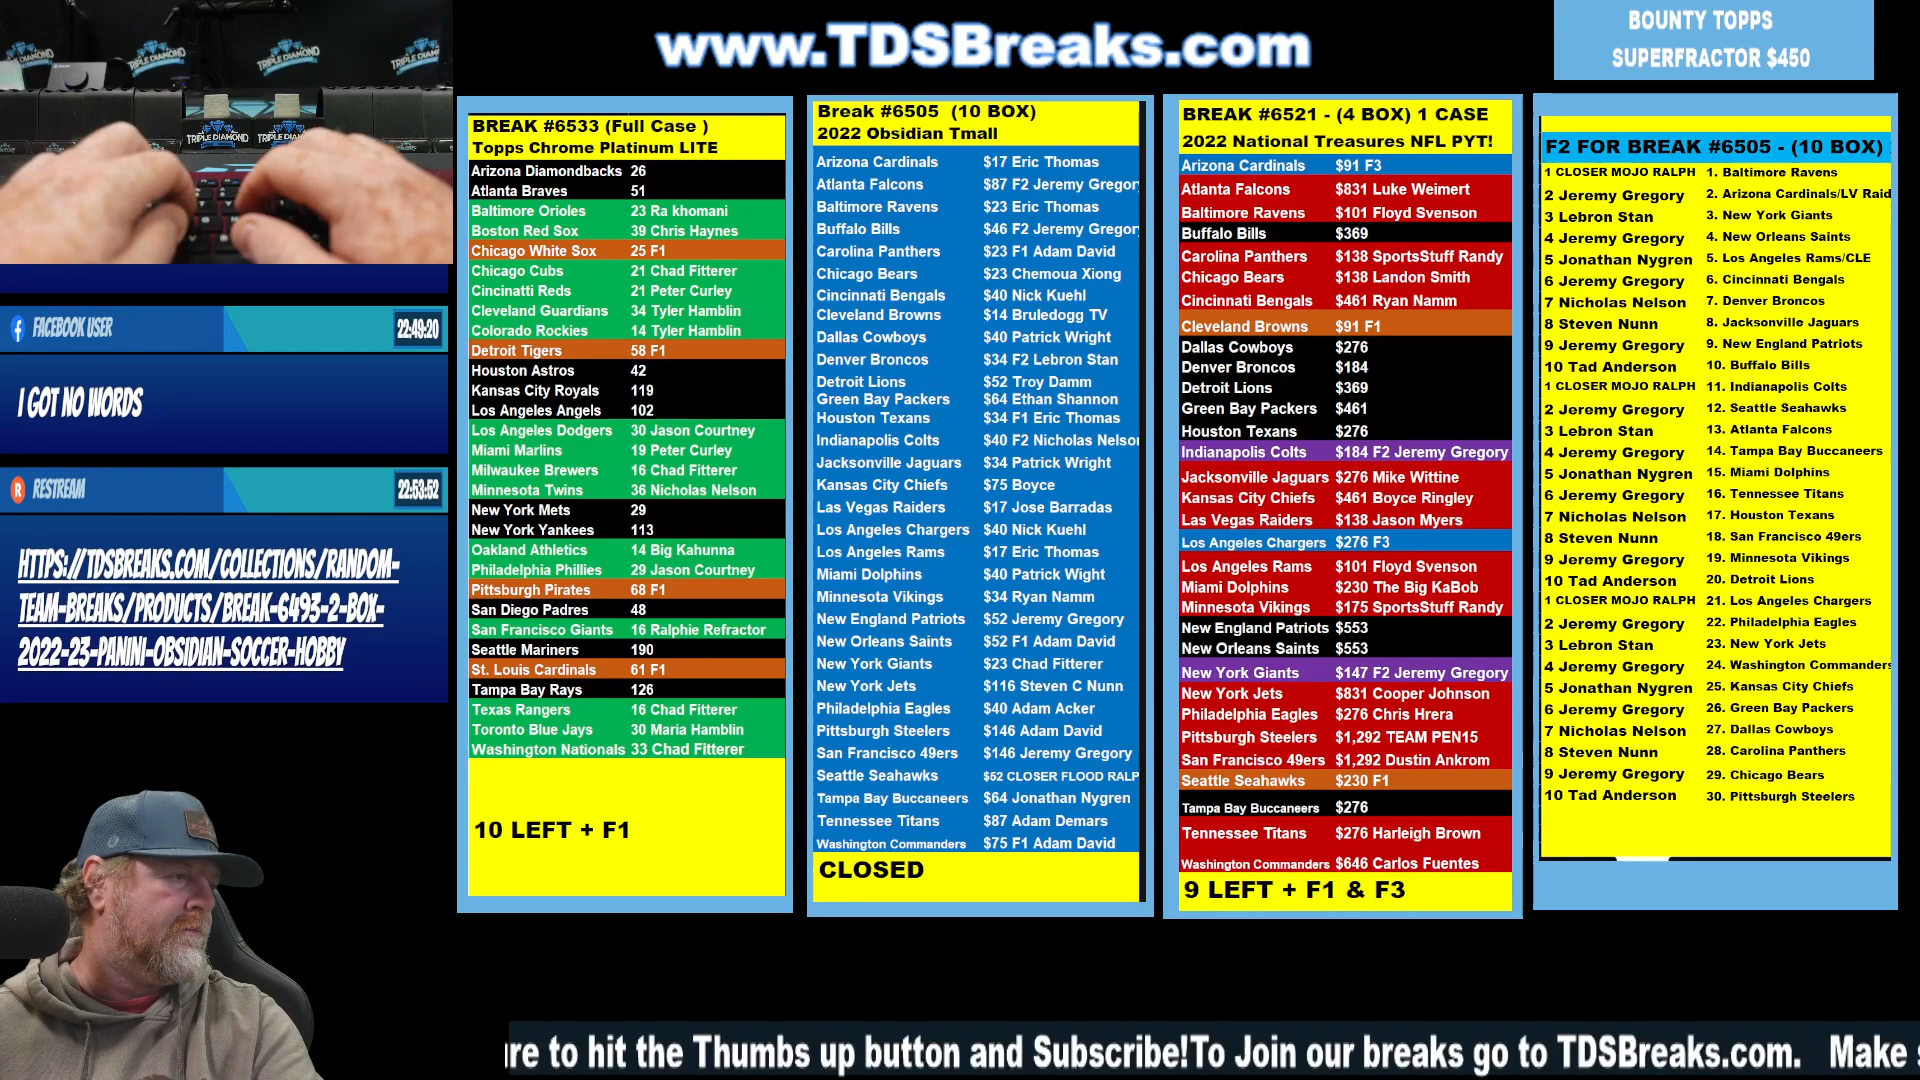 www.TDSBreaks.com
BOUNTY TOPPS
SUPERFRACTOR $450
TRIPLE DIAMOND
TRIPLE DIAMOND
TRIPLE DIAMOND
TRIPLE DIAMOND
FACEBOOK USER
22:49:20
I GOT NO WORDS
RESTREAM
22:53:52
HTTPS://TDSBREAKS.COM/COLLECTIONS/RANDOM-
TEAM-BREAKS/PRODUCTS/BREAK-6493-2-BOX-
2022-23-PANINI-OBSIDIAN-SOCCER-HOBBY
BREAK #6533 (Full Case )
Topps Chrome Platinum LITE
Arizona Diamondbacks 26
Atlanta Braves 51
Baltimore Orioles 23 Ra khomani
Boston Red Sox 39 Chris Haynes
Chicago White Sox 25 F1
Chicago Cubs 21 Chad Fitterer
Cincinatti Reds 21 Peter Curley
Cleveland Guardians 34 Tyler Hamblin
Colorado Rockies 14 Tyler Hamblin
Detroit Tigers 58 F1
Houston Astros 42
Kansas City Royals 119
Los Angeles Angels 102
Los Angeles Dodgers 30 Jason Courtney
Miami Marlins 19 Peter Curley
Milwaukee Brewers 16 Chad Fitterer
Minnesota Twins 36 Nicholas Nelson
New York Mets 29
New York Yankees 113
Oakland Athletics 14 Big Kahunna
Philadelphia Phillies 29 Jason Courtney
Pittsburgh Pirates 68 F1
San Diego Padres 48
San Francisco Giants 16 Ralphie Refractor
Seattle Mariners 190
St. Louis Cardinals 61 F1
Tampa Bay Rays 126
Texas Rangers 16 Chad Fitterer
Toronto Blue Jays 30 Maria Hamblin
Washington Nationals 33 Chad Fitterer
10 LEFT + F1
Break #6505 (10 BOX)
2022 Obsidian Tmall
Arizona Cardinals $17 Eric Thomas
Atlanta Falcons $87 F2 Jeremy Gregory
Baltimore Ravens $23 Eric Thomas
Buffalo Bills $46 F2 Jeremy Gregory
Carolina Panthers $23 F1 Adam David
Chicago Bears $23 Chemoua Xiong
Cincinnati Bengals $40 Nick Kuehl
Cleveland Browns $14 Bruledogg TV
Dallas Cowboys $40 Patrick Wright
Denver Broncos $34 F2 Lebron Stan
Detroit Lions $52 Troy Damm
Green Bay Packers $64 Ethan Shannon
Houston Texans $34 F1 Eric Thomas
Indianapolis Colts $40 F2 Nicholas Nelson
Jacksonville Jaguars $34 Patrick Wright
Kansas City Chiefs $75 Boyce
Las Vegas Raiders $17 Jose Barradas
Los Angeles Chargers $40 Nick Kuehl
Los Angeles Rams $17 Eric Thomas
Miami Dolphins $40 Patrick Wight
Minnesota Vikings $34 Ryan Namm
New England Patriots $52 Jeremy Gregory
New Orleans Saints $52 F1 Adam David
New York Giants $23 Chad Fitterer
New York Jets $116 Steven C Nunn
Philadelphia Eagles $40 Adam Acker
Pittsburgh Steelers $146 Adam David
San Francisco 49ers $146 Jeremy Gregory
Seattle Seahawks $52 CLOSER FLOOD RALP
Tampa Bay Buccaneers $64 Jonathan Nygren
Tennessee Titans $87 Adam Demars
Washington Commanders $75 F1 Adam David
CLOSED
BREAK #6521 - (4 BOX) 1 CASE
2022 National Treasures NFL PYT!
Arizona Cardinals $91 F3
Atlanta Falcons $831 Luke Weimert
Baltimore Ravens $101 Floyd Svenson
Buffalo Bills $369
Carolina Panthers $138 SportsStuff Randy
Chicago Bears $138 Landon Smith
Cincinnati Bengals $461 Ryan Namm
Cleveland Browns $91 F1
Dallas Cowboys $276
Denver Broncos $184
Detroit Lions $369
Green Bay Packers $461
Houston Texans $276
Indianapolis Colts $184 F2 Jeremy Gregory
Jacksonville Jaguars $276 Mike Wittine
Kansas City Chiefs $461 Boyce Ringley
Las Vegas Raiders $138 Jason Myers
Los Angeles Chargers $276 F3
Los Angeles Rams $101 Floyd Svenson
Miami Dolphins $230 The Big KaBob
Minnesota Vikings $175 SportsStuff Randy
New England Patriots $553
New Orleans Saints $553
New York Giants $147 F2 Jeremy Gregory
New York Jets $831 Cooper Johnson
Philadelphia Eagles $276 Chris Hrera
Pittsburgh Steelers $1,292 TEAM PEN15
San Francisco 49ers $1,292 Dustin Ankrom
Seattle Seahawks $230 F1
Tampa Bay Buccaneers $276
Tennessee Titans $276 Harleigh Brown
Washington Commanders $646 Carlos Fuentes
9 LEFT + F1 & F3
F2 FOR BREAK #6505 - (10 BOX)
1 CLOSER MOJO RALPH 1. Baltimore Ravens
2 Jeremy Gregory 2. Arizona Cardinals/LV Raid
3 Lebron Stan 3. New York Giants
4 Jeremy Gregory 4. New Orleans Saints
5 Jonathan Nygren 5. Los Angeles Rams/CLE
6 Jeremy Gregory 6. Cincinnati Bengals
7 Nicholas Nelson 7. Denver Broncos
8 Steven Nunn 8. Jacksonville Jaguars
9 Jeremy Gregory 9. New England Patriots
10 Tad Anderson 10. Buffalo Bills
1 CLOSER MOJO RALPH 11. Indianapolis Colts
2 Jeremy Gregory 12. Seattle Seahawks
3 Lebron Stan 13. Atlanta Falcons
4 Jeremy Gregory 14. Tampa Bay Buccaneers
5 Jonathan Nygren 15. Miami Dolphins
6 Jeremy Gregory 16. Tennessee Titans
7 Nicholas Nelson 17. Houston Texans
8 Steven Nunn 18. San Francisco 49ers
9 Jeremy Gregory 19. Minnesota Vikings
10 Tad Anderson 20. Detroit Lions
1 CLOSER MOJO RALPH 21. Los Angeles Chargers
2 Jeremy Gregory 22. Philadelphia Eagles
3 Lebron Stan 23. New York Jets
4 Jeremy Gregory 24. Washington Commanders
5 Jonathan Nygren 25. Kansas City Chiefs
6 Jeremy Gregory 26. Green Bay Packers
7 Nicholas Nelson 27. Dallas Cowboys
8 Steven Nunn 28. Carolina Panthers
9 Jeremy Gregory 29. Chicago Bears
10 Tad Anderson 30. Pittsburgh Steelers
re to hit the Thumbs up button and Subscribe!To Join our breaks go to TDSBreaks.com. Make